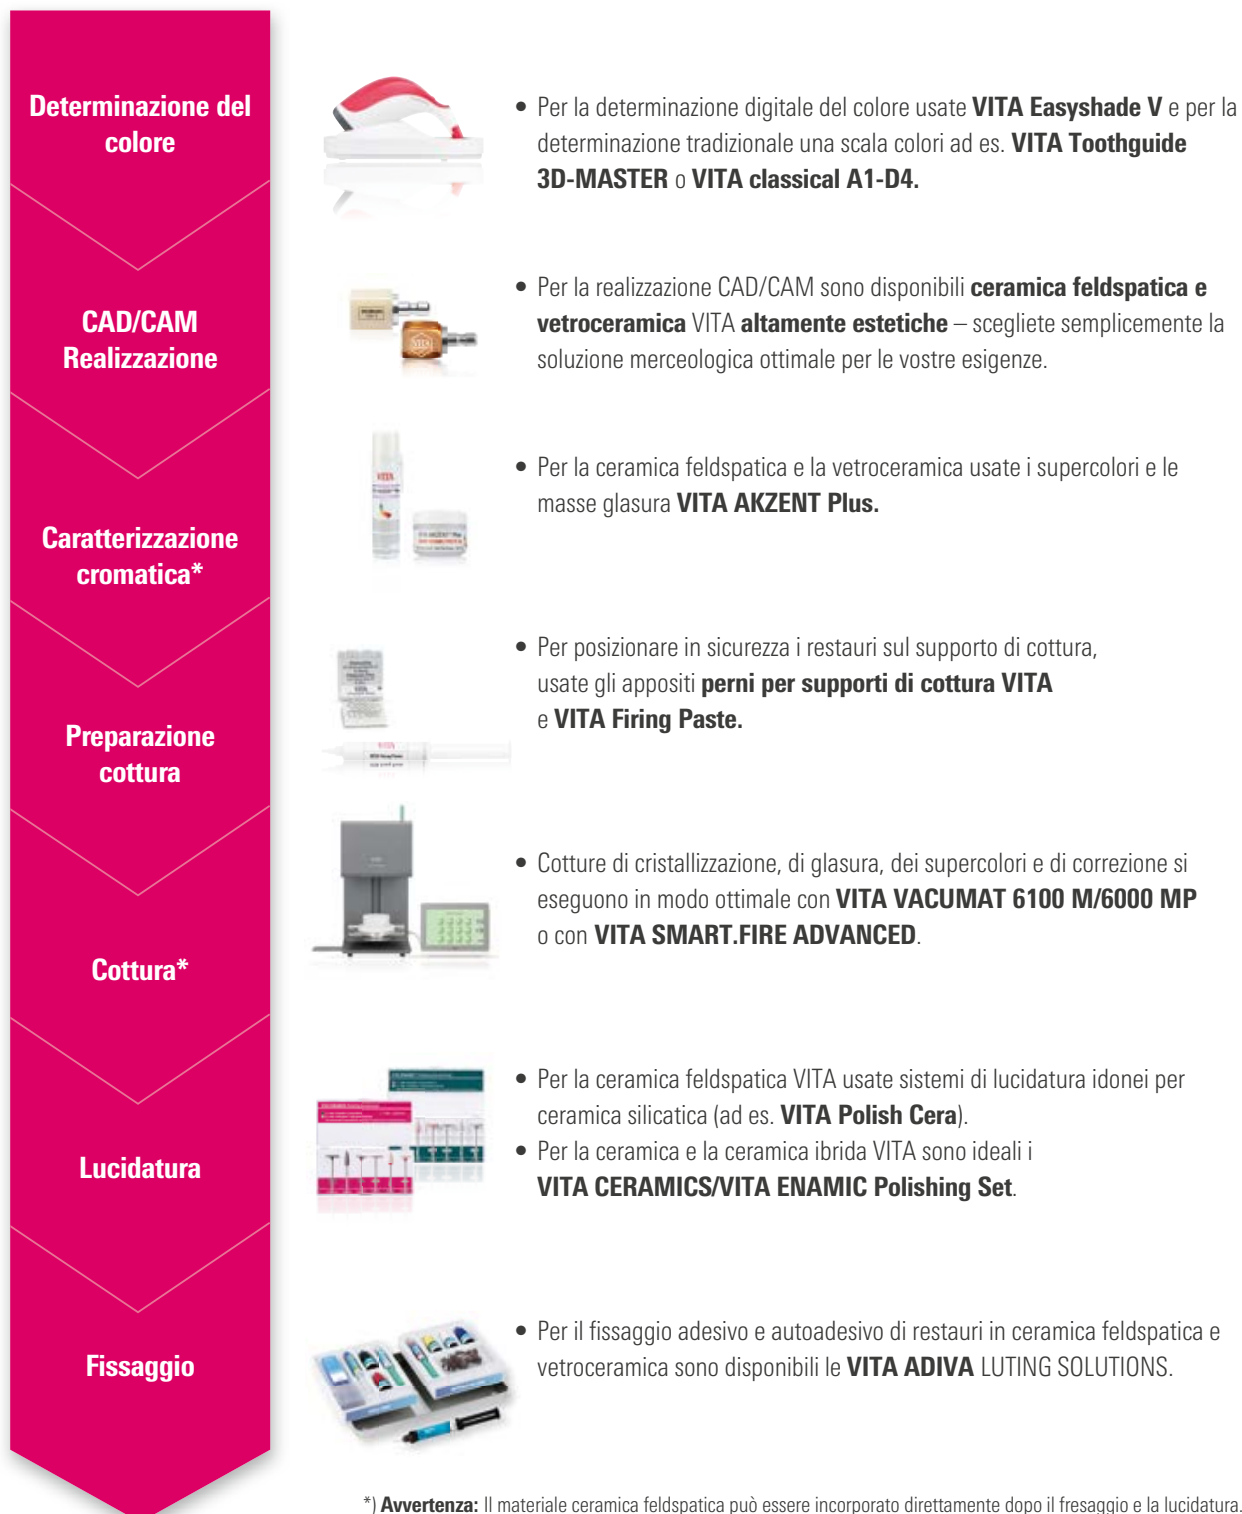 Determinazione del
colore
• Per la determinazione digitale del colore usate VITA Easyshade V e per la
determinazione tradizionale una scala colori ad es. VITA Toothguide
3D-MASTER o VITA classical A1-D4.
CAD/CAM
Realizzazione
• Per la realizzazione CAD/CAM sono disponibili ceramica feldspatica e
vetroceramica VITA altamente estetiche – scegliete semplicemente la
soluzione merceologica ottimale per le vostre esigenze.
Caratterizzazione
cromatica*
VITA
• Per la ceramica feldspatica e la vetroceramica usate i supercolori e le
masse glasura VITA AKZENT Plus.
Preparazione
cottura
• Per posizionare in sicurezza i restauri sul supporto di cottura,
usate gli appositi perni per supporti di cottura VITA
e VITA Firing Paste.
Cottura*
• Cotture di cristallizzazione, di glasura, dei supercolori e di correzione si
eseguono in modo ottimale con VITA VACUMAT 6100 M/6000 MP
o con VITA SMART.FIRE ADVANCED.
Lucidatura
• Per la ceramica feldspatica VITA usate sistemi di lucidatura idonei per
ceramica silicatica (ad es. VITA Polish Cera).
• Per la ceramica e la ceramica ibrida VITA sono ideali i
VITA CERAMICS/VITA ENAMIC Polishing Set.
Fissaggio
• Per il fissaggio adesivo e autoadesivo di restauri in ceramica feldspatica e
vetroceramica sono disponibili le VITA ADIVA LUTING SOLUTIONS.
*) Avvertenza: Il materiale ceramica feldspatica può essere incorporato direttamente dopo il fresaggio e la lucidatura.